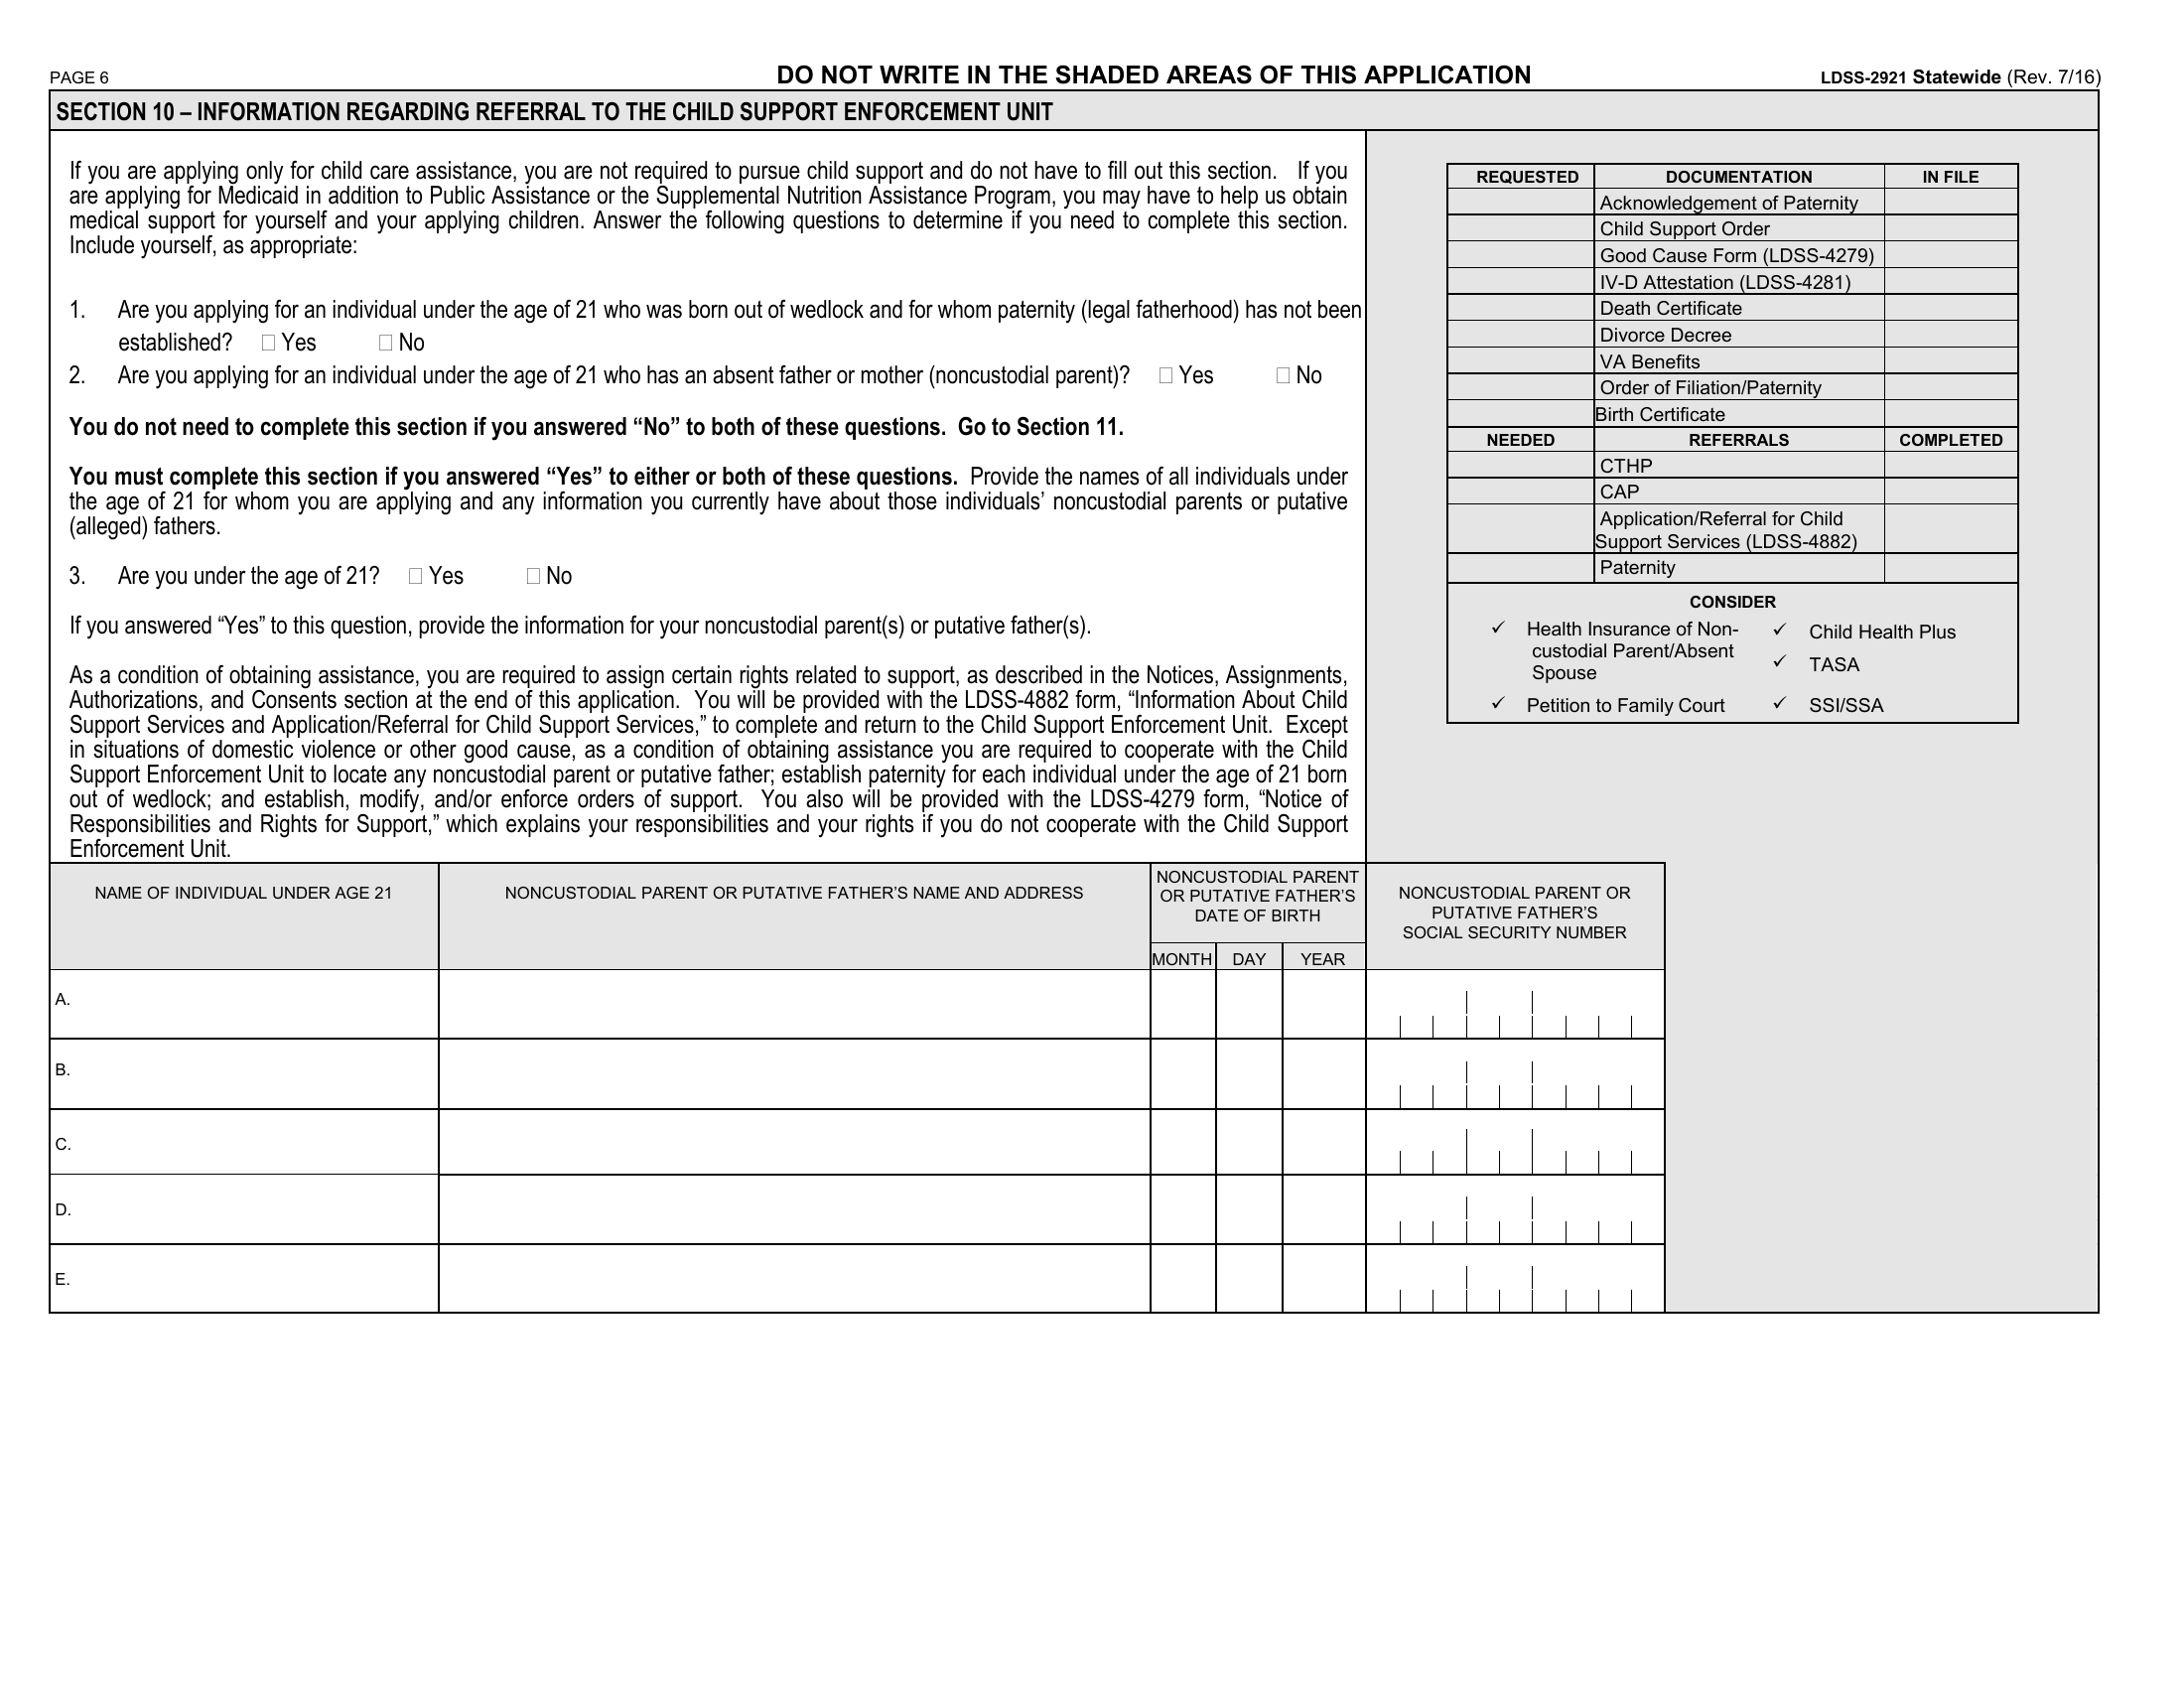 PAGE 6
DO NOT WRITE IN THE SHADED AREAS OF THIS APPLICATION
LDSS-2921 Statewide (Rev. 7/16)
SECTION 10 – INFORMATION REGARDING REFERRAL TO THE CHILD SUPPORT ENFORCEMENT UNIT
If you are applying only for child care assistance, you are not required to pursue child support and do not have to fill out this section. If you
are applying for Medicaid in addition to Public Assistance or the Supplemental Nutrition Assistance Program, you may have to help us obtain
medical support for yourself and your applying children. Answer the following questions to determine if you need to complete this section.
Include yourself, as appropriate:
1. Are you applying for an individual under the age of 21 who was born out of wedlock and for whom paternity (legal fatherhood) has not been
established? □ Yes □ No
2. Are you applying for an individual under the age of 21 who has an absent father or mother (noncustodial parent)? □ Yes □ No
You do not need to complete this section if you answered “No” to both of these questions. Go to Section 11.
You must complete this section if you answered “Yes” to either or both of these questions. Provide the names of all individuals under
the age of 21 for whom you are applying and any information you currently have about those individuals’ noncustodial parents or putative
(alleged) fathers.
3. Are you under the age of 21? □ Yes □ No
If you answered “Yes” to this question, provide the information for your noncustodial parent(s) or putative father(s).
As a condition of obtaining assistance, you are required to assign certain rights related to support, as described in the Notices, Assignments,
Authorizations, and Consents section at the end of this application. You will be provided with the LDSS-4882 form, “Information About Child
Support Services and Application/Referral for Child Support Services,” to complete and return to the Child Support Enforcement Unit. Except
in situations of domestic violence or other good cause, as a condition of obtaining assistance you are required to cooperate with the Child
Support Enforcement Unit to locate any noncustodial parent or putative father; establish paternity for each individual under the age of 21 born
out of wedlock; and establish, modify, and/or enforce orders of support. You also will be provided with the LDSS-4279 form, “Notice of
Responsibilities and Rights for Support,” which explains your responsibilities and your rights if you do not cooperate with the Child Support
Enforcement Unit.
REQUESTED DOCUMENTATION IN FILE
Acknowledgement of Paternity
Child Support Order
Good Cause Form (LDSS-4279)
IV-D Attestation (LDSS-4281)
Death Certificate
Divorce Decree
VA Benefits
Order of Filiation/Paternity
Birth Certificate
NEEDED REFERRALS COMPLETED
CTHP
CAP
Application/Referral for Child
Support Services (LDSS-4882)
Paternity
CONSIDER
✓ Health Insurance of Non-
custodial Parent/Absent
Spouse
✓ Petition to Family Court
✓ Child Health Plus
✓ TASA
✓ SSI/SSA
NAME OF INDIVIDUAL UNDER AGE 21
NONCUSTODIAL PARENT OR PUTATIVE FATHER’S NAME AND ADDRESS
NONCUSTODIAL PARENT
OR PUTATIVE FATHER’S
DATE OF BIRTH
MONTH DAY YEAR
NONCUSTODIAL PARENT OR
PUTATIVE FATHER’S
SOCIAL SECURITY NUMBER
A.
B.
C.
D.
E.